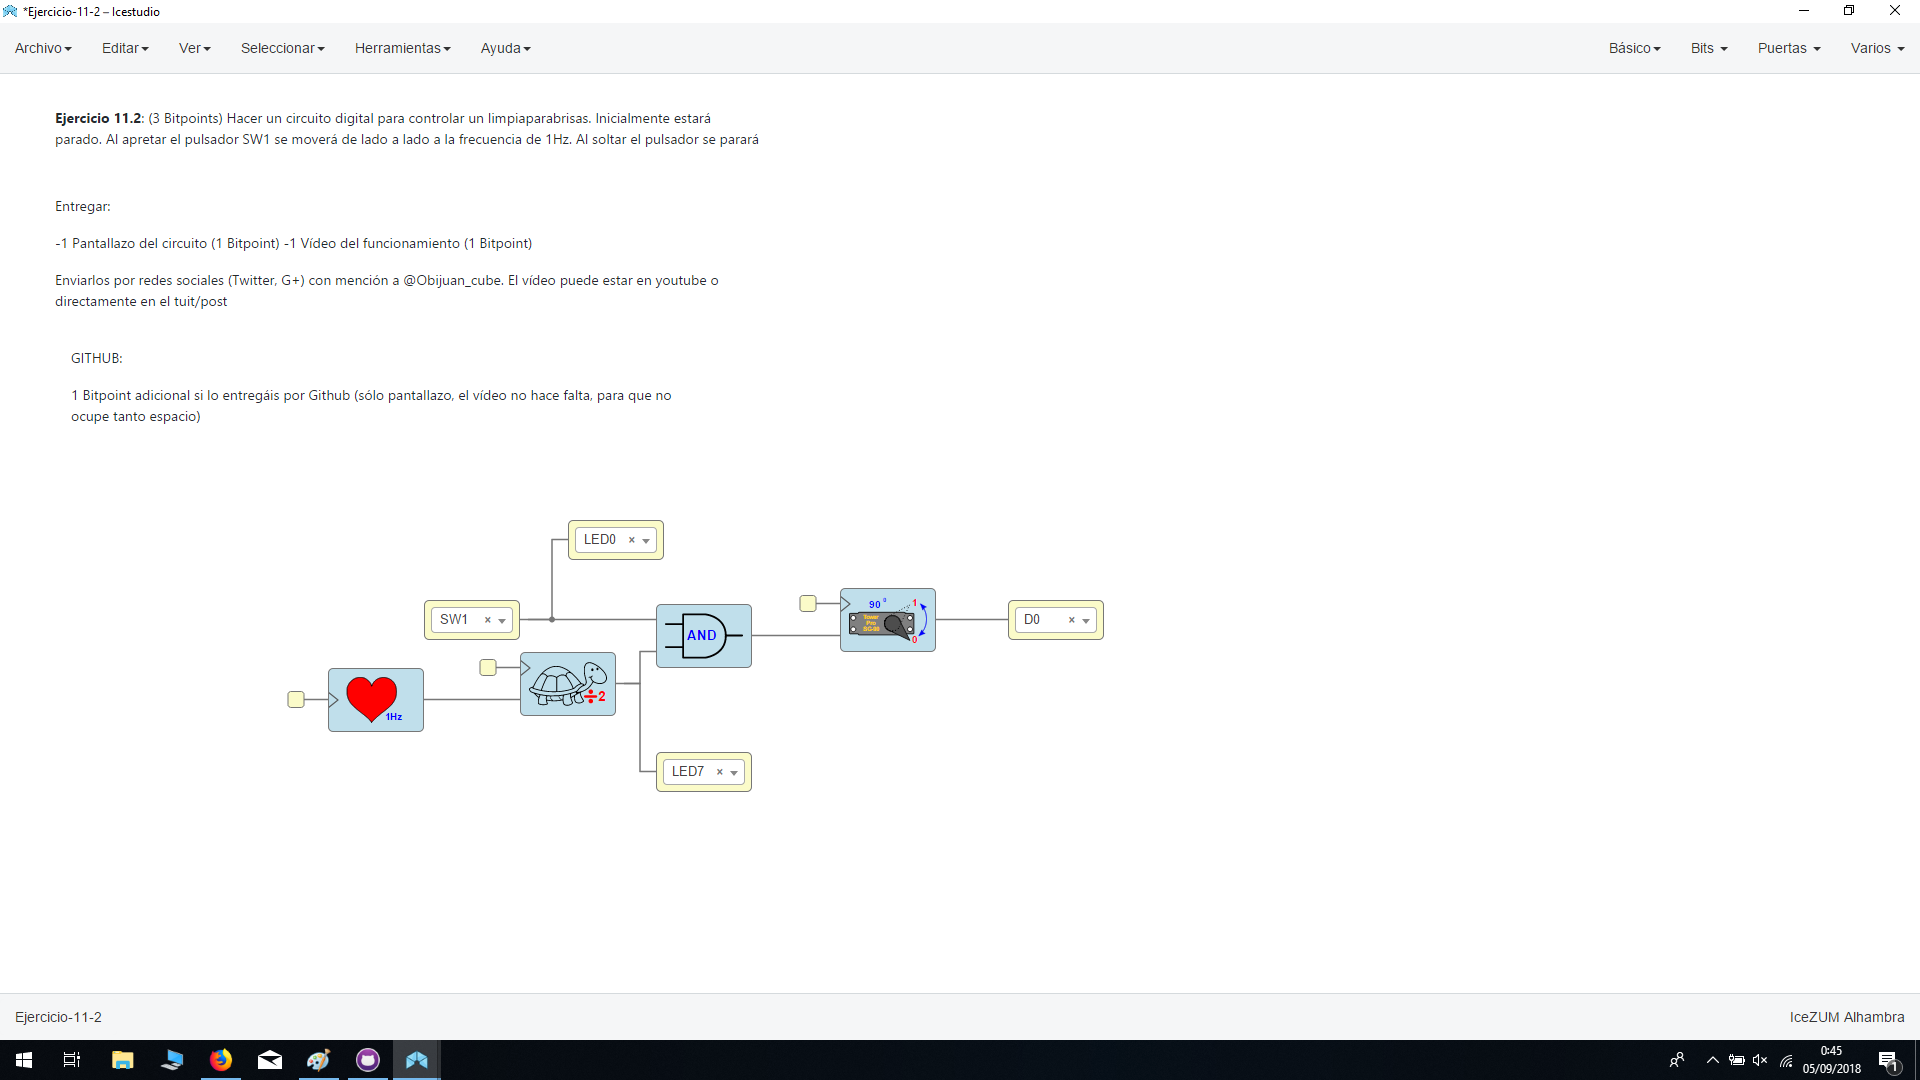 *Ejercicio-11-2 – Icestudio
Archivo Editar Ver Seleccionar Herramientas Ayuda Básico Bits Puertas Varios
Ejercicio 11.2: (3 Bitpoints) Hacer un circuito digital para controlar un limpiaparabrisas. Inicialmente estará
parado. Al apretar el pulsador SW1 se moverá de lado a lado a la frecuencia de 1Hz. Al soltar el pulsador se parará
Entregar:
-1 Pantallazo del circuito (1 Bitpoint) -1 Vídeo del funcionamiento (1 Bitpoint)
Enviarlos por redes sociales (Twitter, G+) con mención a @Obijuan_cube. El vídeo puede estar en youtube o
directamente en el tuit/post
GITHUB:
1 Bitpoint adicional si lo entregáis por Github (sólo pantallazo, el vídeo no hace falta, para que no
ocupe tanto espacio)
LED0
90 º 1
SW1
AND
Tower
Pro
SG-90
0
D0
÷2
1Hz
LED7
Ejercicio-11-2
IceZUM Alhambra
0:45
05/09/2018
1